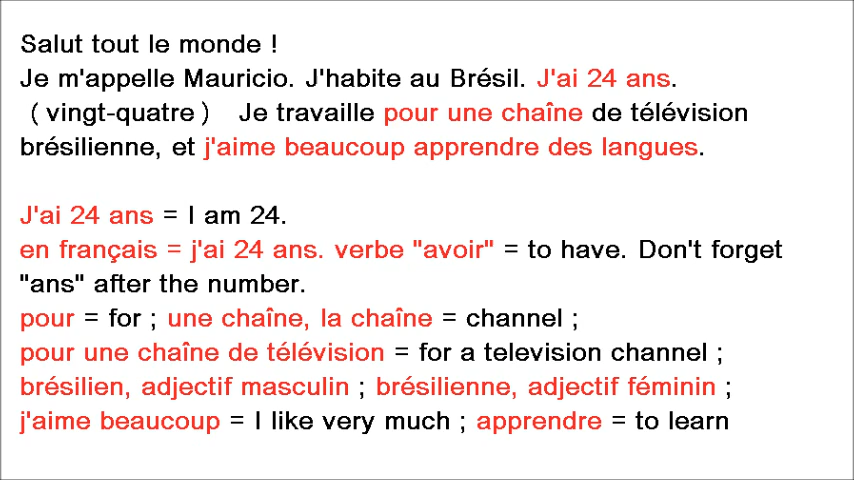 Salut tout le monde !
Je m'appelle Mauricio. J'habite au Brésil. J'ai 24 ans.
( vingt-quatre ) Je travaille pour une chaîne de télévision
brésilienne, et j'aime beaucoup apprendre des langues.
J'ai 24 ans = I am 24.
en français = j'ai 24 ans. verbe "avoir" = to have. Don't forget
"ans" after the number.
pour = for ; une chaîne, la chaîne = channel ;
pour une chaîne de télévision = for a television channel ;
brésilien, adjectif masculin ; brésilienne, adjectif féminin ;
j'aime beaucoup = I like very much ; apprendre = to learn